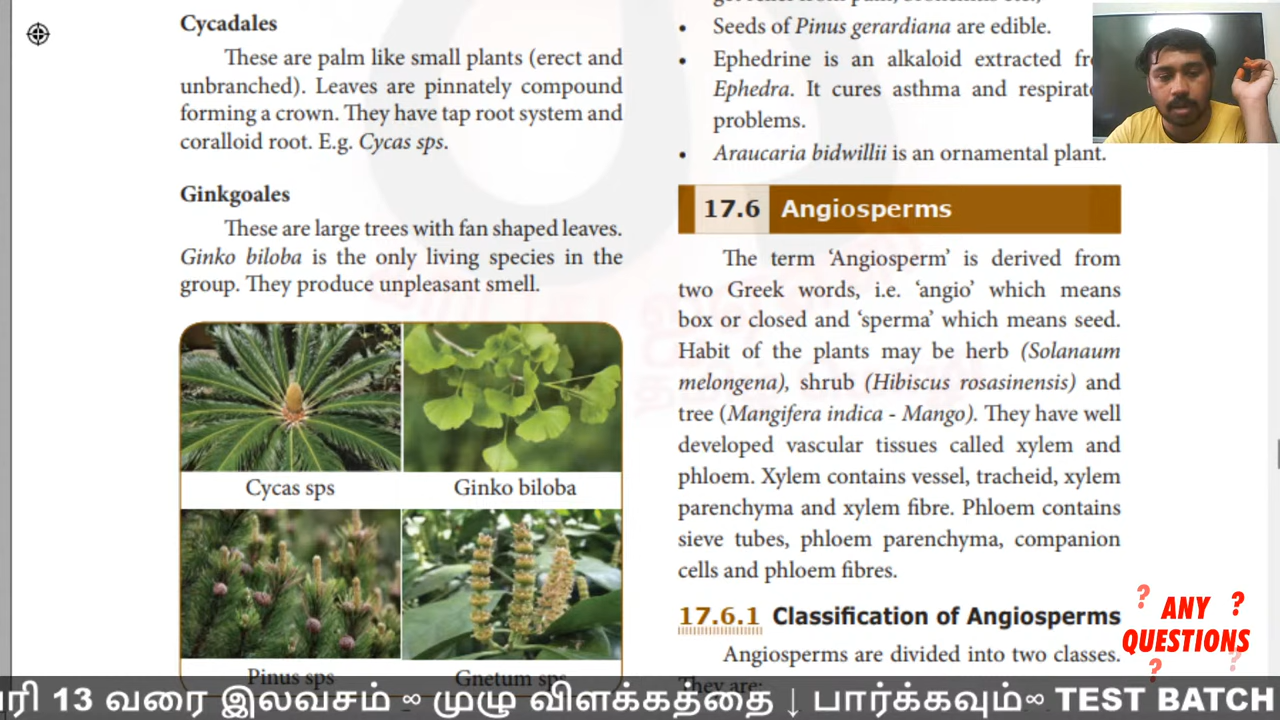 Cycadales
These are palm like small plants (erect and
unbranched). Leaves are pinnately compound
forming a crown. They have tap root system and
coralloid root. E.g. Cycas sps.
Ginkgoales
These are large trees with fan shaped leaves.
Ginko biloba is the only living species in the
group. They produce unpleasant smell.
Cycas sps
Ginko biloba
Pinus sps
Gnetum sps
• Seeds of Pinus gerardiana are edible.
• Ephedrine is an alkaloid extracted
Ephedra. It cures asthma and
problems.
• Araucaria bidwillii is an ornamental plant.
17.6 Angiosperms
The term ‘Angiosperm’ is derived from
two Greek words, i.e. ‘angio’ which means
box or closed and ‘sperma’ which means seed.
Habit of the plants may be herb (Solanaum
melongena), shrub (Hibiscus rosasinensis) and
tree (Mangifera indica - Mango). They have well
developed vascular tissues called xylem and
phloem. Xylem contains vessel, tracheid, xylem
parenchyma and xylem fibre. Phloem contains
sieve tubes, phloem parenchyma, companion
cells and phloem fibres.
17.6.1 Classification of Angiosperms
Angiosperms are divided into two classes.
They are:
? ANY ?
QUESTIONS
? ?
ரி 13 வரை இலவசம் ∞ முழு விளக்கத்தை ↓ பார்க்கவும்∞ TEST BATCH